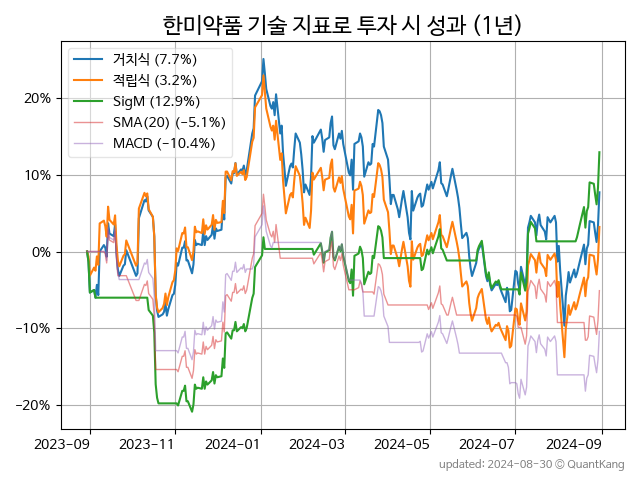 한미약품 기술 지표로 투자 시 성과 (1년)
거치식 (7.7%)
적립식 (3.2%)
SigM (12.9%)
SMA(20) (−5.1%)
MACD (−10.4%)
20%
10%
0%
−10%
−20%
2023-09 2023-11 2024-01 2024-03 2024-05 2024-07 2024-09
updated: 2024-08-30 © QuantKang